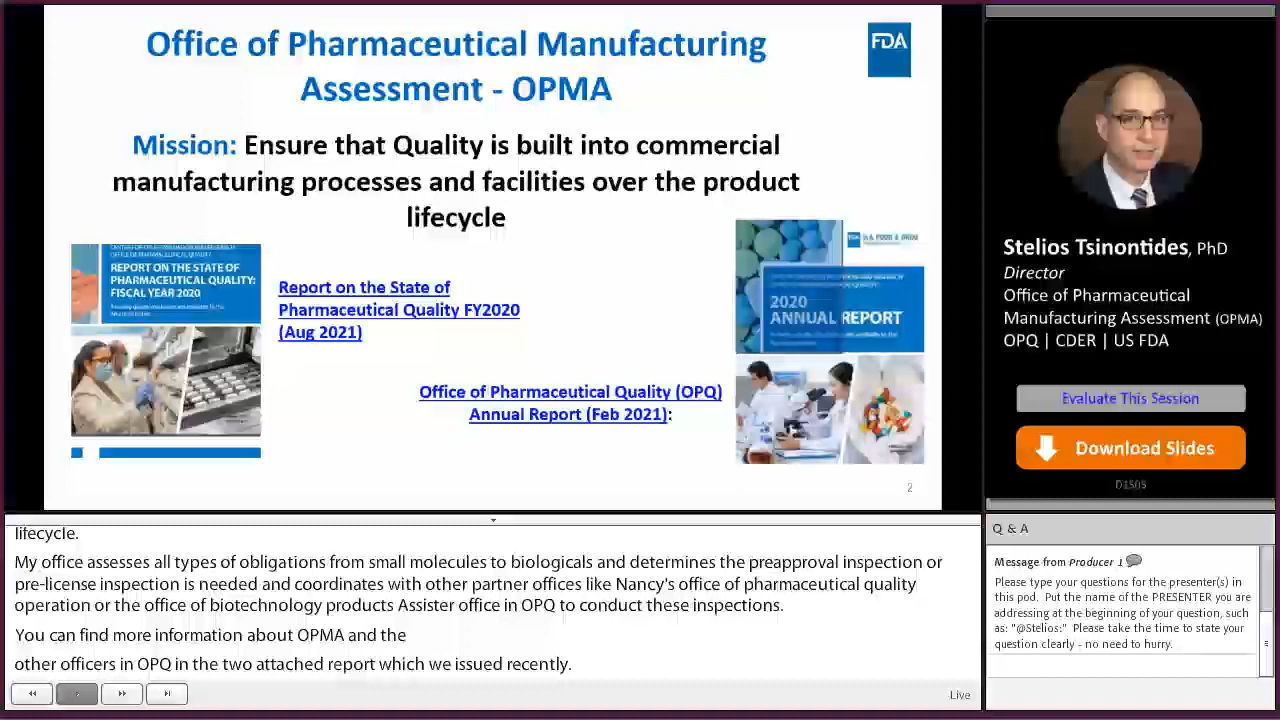 Office of Pharmaceutical Manufacturing
Assessment - OPMA
FDA
Mission: Ensure that Quality is built into commercial
manufacturing processes and facilities over the product
lifecycle
REPORT ON THE STATE OF
PHARMACEUTICAL QUALITY:
FISCAL YEAR 2020
Report on the State of
Pharmaceutical Quality FY2020
(Aug 2021)
2020
ANNUAL REPORT
Office of Pharmaceutical Quality (OPQ)
Annual Report (Feb 2021):
2
Stelios Tsinontides, PhD
Director
Office of Pharmaceutical
Manufacturing Assessment (OPMA)
OPQ | CDER | US FDA
Evaluate This Session
Download Slides
D1505
lifecycle.
My office assesses all types of obligations from small molecules to biologicals and determines the preapproval inspection or
pre-license inspection is needed and coordinates with other partner offices like Nancy's office of pharmaceutical quality
operation or the office of biotechnology products Assister office in OPQ to conduct these inspections.
You can find more information about OPMA and the
other officers in OPQ in the two attached report which we issued recently.
Live
Q & A
Message from Producer 1
Please type your questions for the presenter(s) in
this pod. Put the name of the PRESENTER you are
addressing at the beginning of your question, such
as: "@Stelios:" Please take the time to state your
question clearly - no need to hurry.